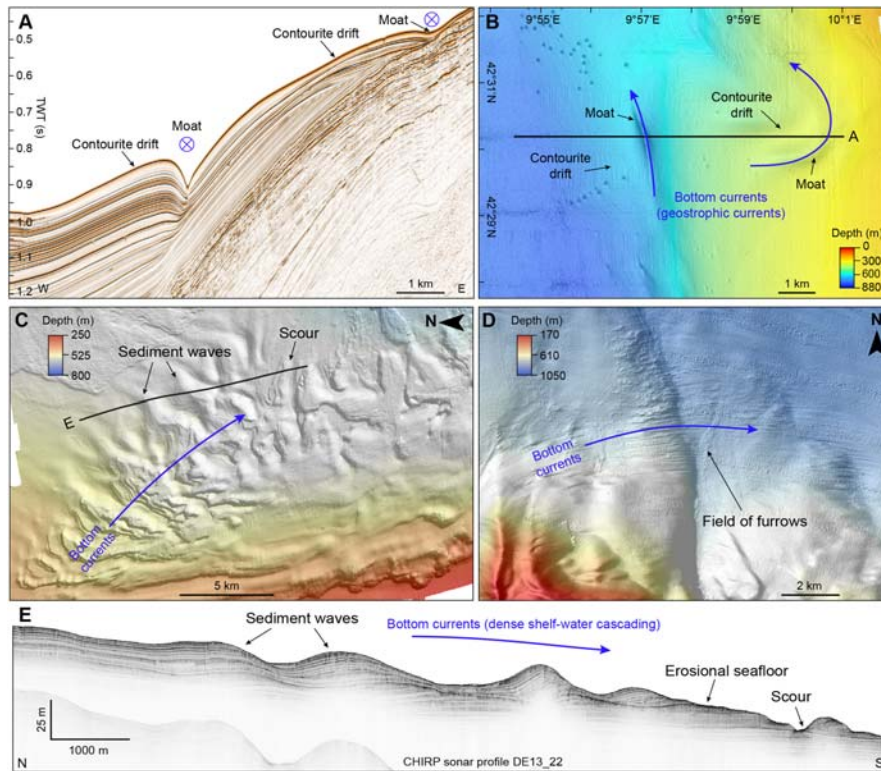 A
Moat
Contourite drift
Moat
Contourite drift
TWT (s)
0.5
0.6
0.7
0.8
0.9
1.0
1.1
1.2
W
1 km
E
B
9°55'E
9°57'E
9°59'E
10°1'E
42°31'N
42°29'N
Moat
Contourite
drift
A
Contourite
drift
Moat
Bottom currents
(geostrophic currents)
Depth (m)
0
300
600
880
1 km
C
Depth (m)
250
525
800
Sediment waves
Scour
N
E
Bottom
currents
5 km
D
Depth (m)
170
610
1050
N
Bottom
currents
Field of furrows
2 km
E
Sediment waves
Bottom currents (dense shelf-water cascading)
Erosional seafloor
Scour
25 m
1000 m
N
CHIRP sonar profile DE13_22
S